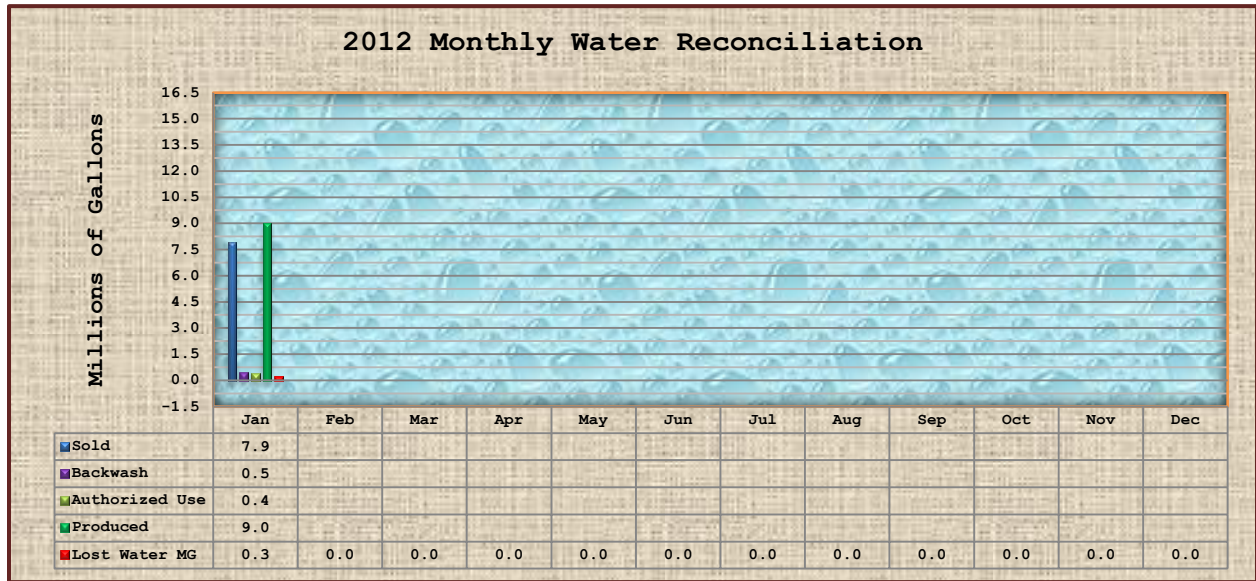 2012 Monthly Water Reconciliation
Millions of Gallons
16.5
15.0
13.5
12.0
10.5
9.0
7.5
6.0
4.5
3.0
1.5
0.0
-1.5
Jan Feb Mar Apr May Jun Jul Aug Sep Oct Nov Dec
Sold 7.9
Backwash 0.5
Authorized Use 0.4
Produced 9.0
Lost Water MG 0.3 0.0 0.0 0.0 0.0 0.0 0.0 0.0 0.0 0.0 0.0 0.0